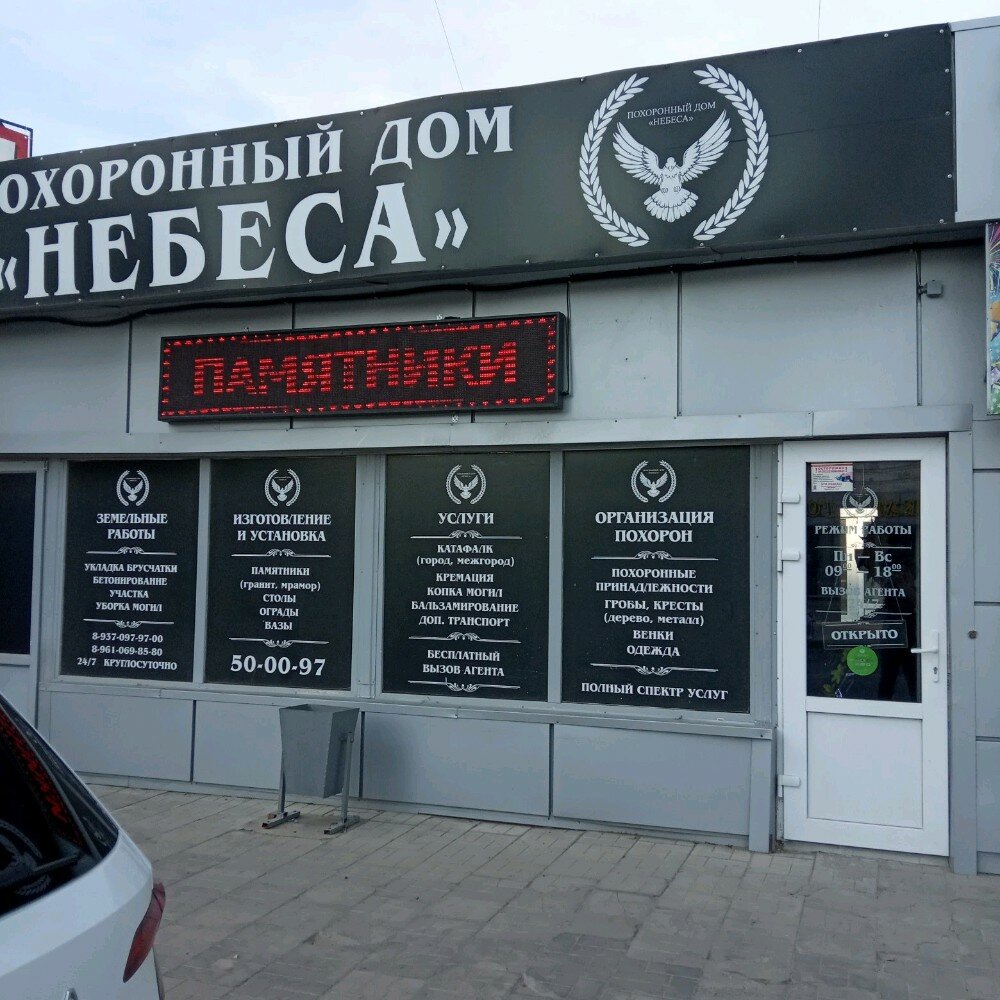 ОХОРОННЫЙ ДОМ
«НЕБЕСА»
ПОХОРОННЫЙ ДОМ
«НЕБЕСА»
ПАМЯТНИКИ
ЗЕМЕЛЬНЫЕ
РАБОТЫ
УКЛАДКА БРУСЧАТКИ
БЕТОНИРОВАНИЕ
УЧАСТКА
УБОРКА МОГИЛ
8-937-097-97-00
8-961-069-85-80
24/7 КРУГЛОСУТОЧНО
ИЗГОТОВЛЕНИЕ
И УСТАНОВКА
ПАМЯТНИКИ
(гранит, мрамор)
СТОЛЫ
ОГРАДЫ
ВАЗЫ
50-00-97
УСЛУГИ
КАТАФАЛК
(город, межгород)
КРЕМАЦИЯ
КОПКА МОГИЛ
БАЛЬЗАМИРОВАНИЕ
ДОП. ТРАНСПОРТ
БЕСПЛАТНЫЙ
ВЫЗОВ АГЕНТА
ОРГАНИЗАЦИЯ
ПОХОРОН
ПОХОРОННЫЕ
ПРИНАДЛЕЖНОСТИ
ГРОБЫ, КРЕСТЫ
(дерево, металл)
ВЕНКИ
ОДЕЖДА
ПОЛНЫЙ СПЕКТР УСЛУГ
РЕЖИМ РАБОТЫ
Пн – Вс
09⁰⁰ 18⁰⁰
ВЫЗОВ АГЕНТА
ОТКРЫТО